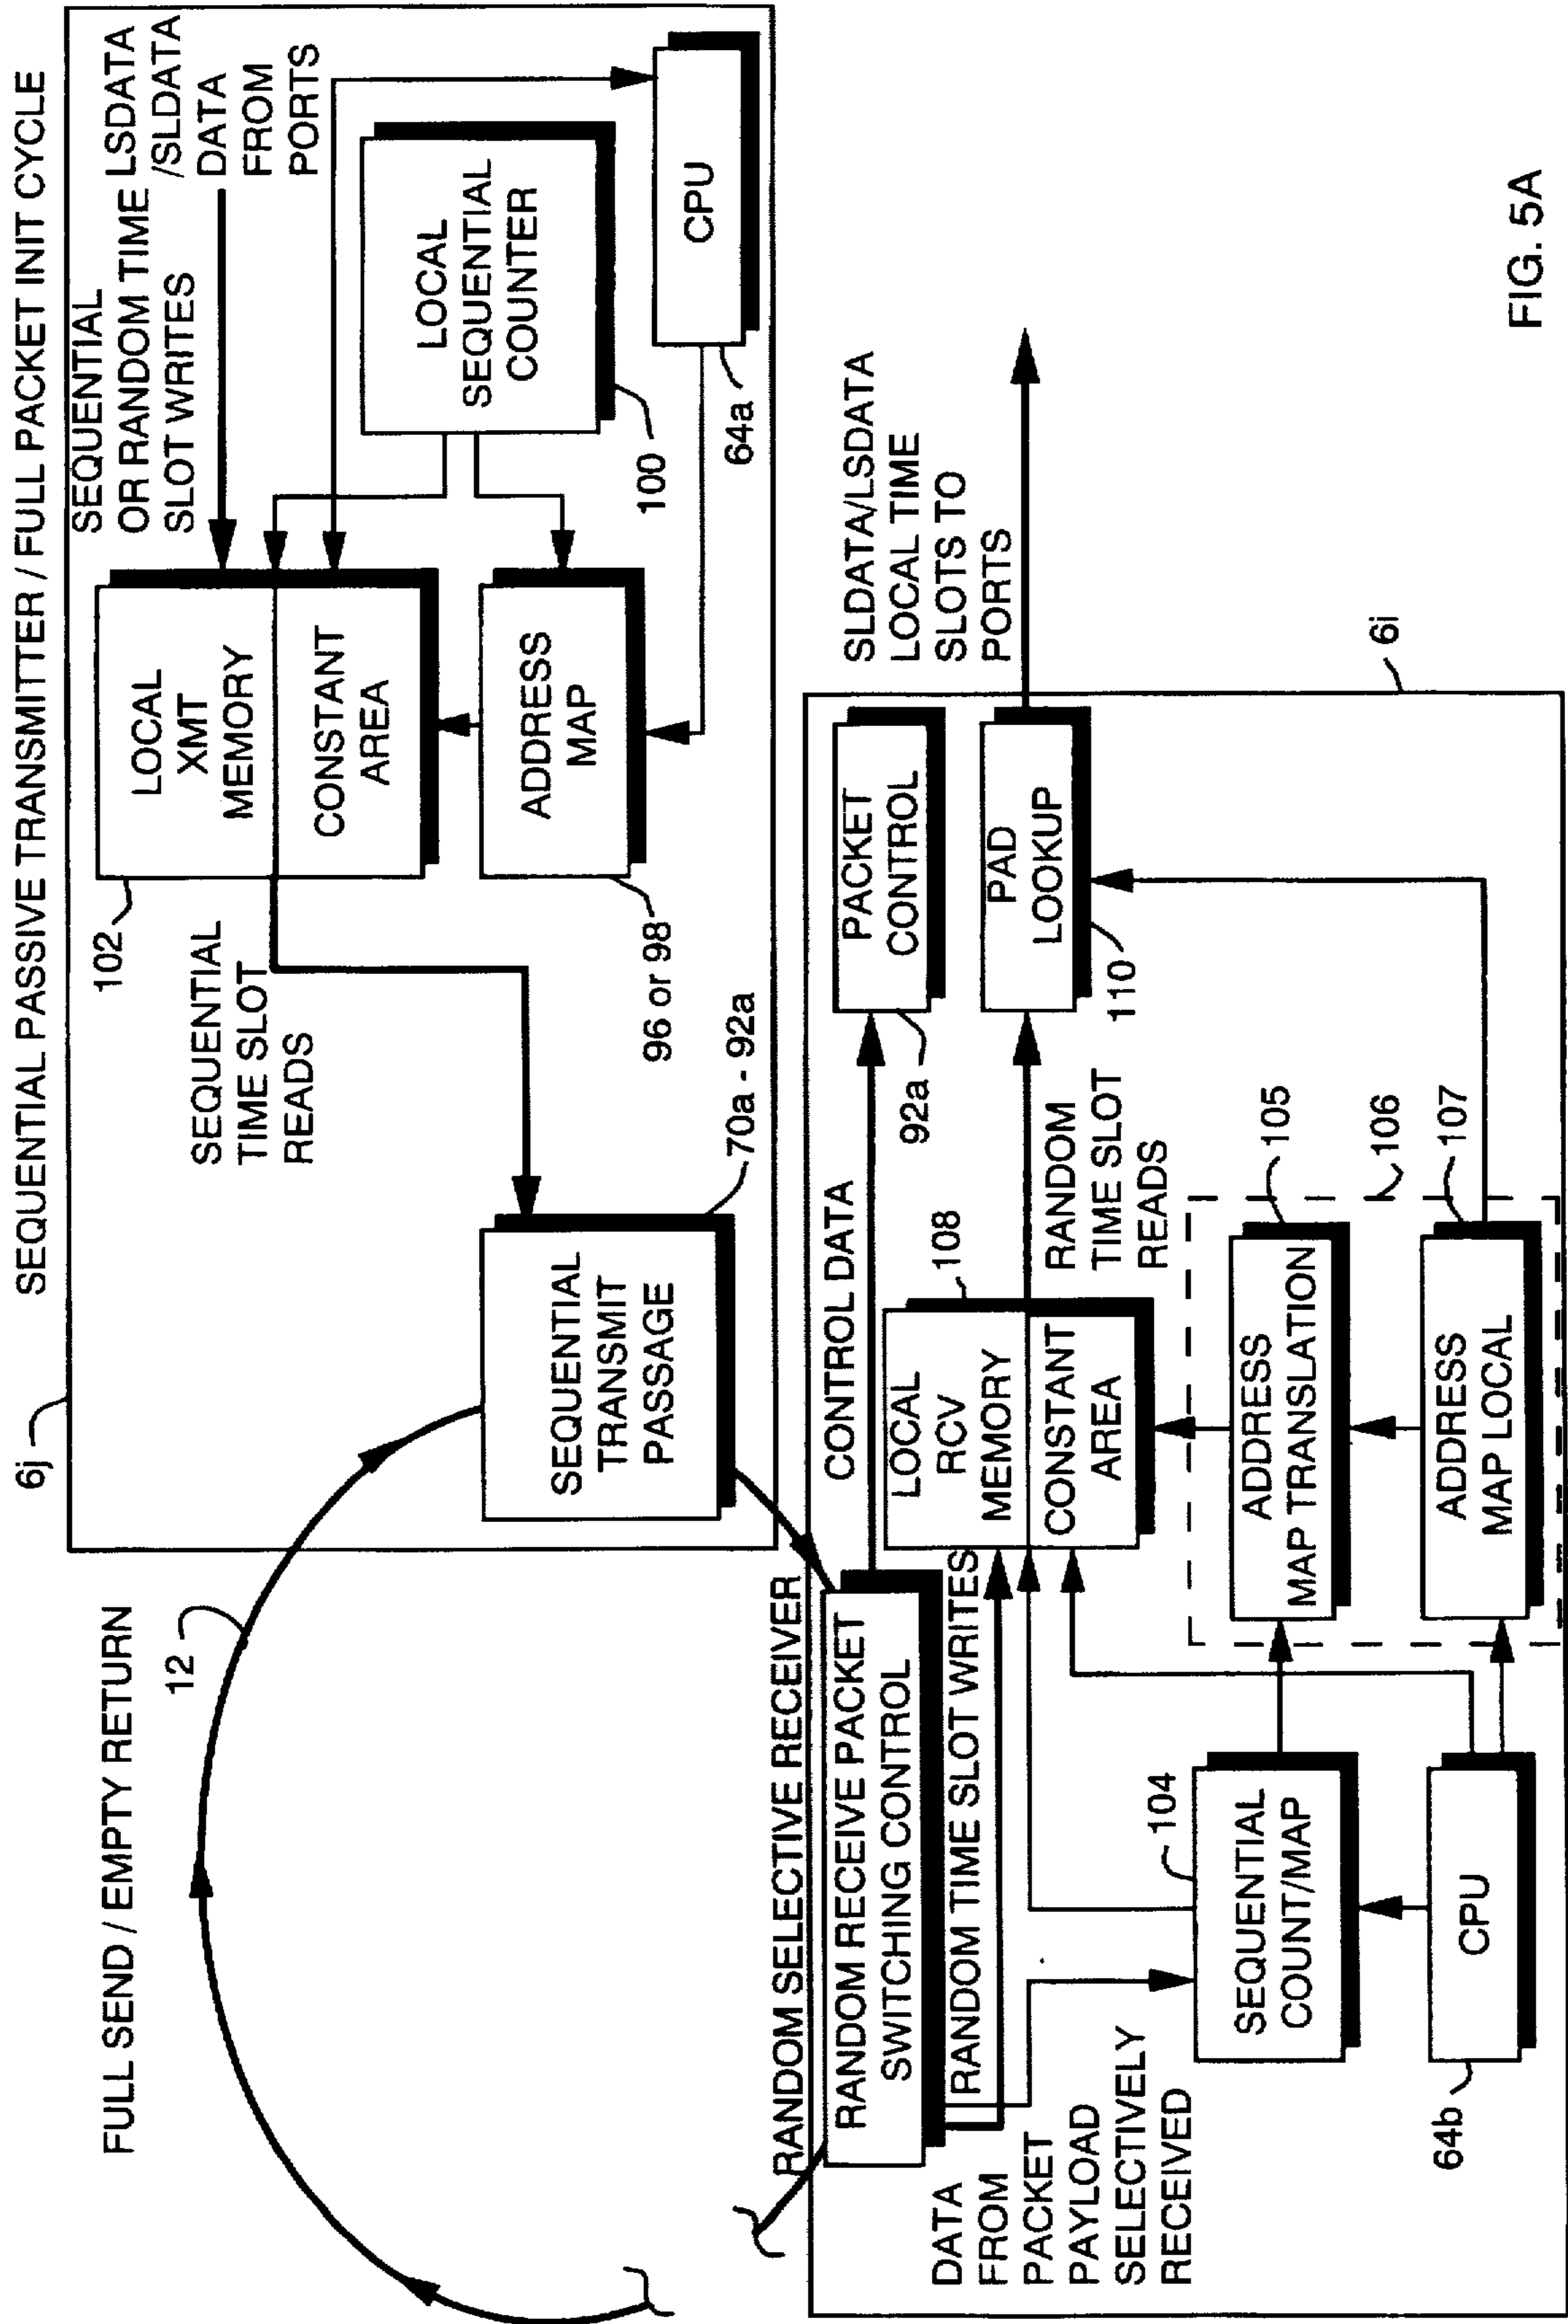 SEQUENTIAL PASSIVE TRANSMITTER / FULL PACKET INIT CYCLE
6j
FULL SEND / EMPTY RETURN
12
SEQUENTIAL
OR RANDOM TIME
SLOT WRITES
LSDATA
/SLDATA
DATA
FROM
PORTS
102
LOCAL
XMT
MEMORY
CONSTANT
AREA
SEQUENTIAL
TIME SLOT
READS
LOCAL
SEQUENTIAL
COUNTER
100
ADDRESS
MAP
96 or 98
CPU
64a
SEQUENTIAL
TRANSMIT
PASSAGE
70a - 92a
RANDOM SELECTIVE RECEIVER
RANDOM RECEIVE PACKET
SWITCHING CONTROL
CONTROL DATA
PACKET
CONTROL
92a
SLDATA/LSDATA
LOCAL TIME
SLOTS TO
PORTS
DATA
FROM
PACKET
PAYLOAD
SELECTIVELY
RECEIVED
RANDOM TIME SLOT WRITES
LOCAL
RCV
MEMORY
CONSTANT
AREA
108
RANDOM
TIME SLOT
READS
PAD
LOOKUP
110
6i
SEQUENTIAL
COUNT/MAP
104
ADDRESS
MAP TRANSLATION
105
106
ADDRESS
MAP LOCAL
107
CPU
64b
FIG. 5A